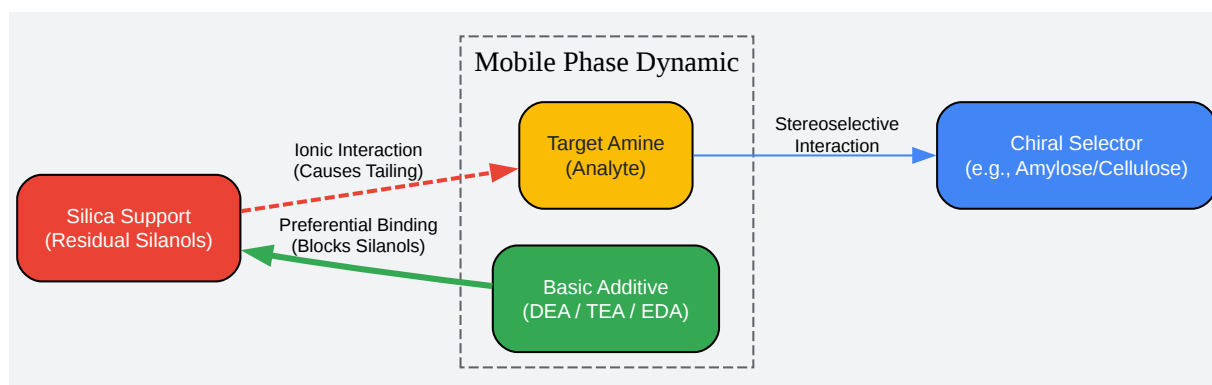 Mobile Phase Dynamic
Ionic Interaction
(Causes Tailing)
Target Amine
(Analyte)
Stereoselective
Interaction
Chiral Selector
(e.g., Amylose/Cellulose)
Silica Support
(Residual Silanols)
Preferential Binding
(Blocks Silanols)
Basic Additive
(DEA / TEA / EDA)